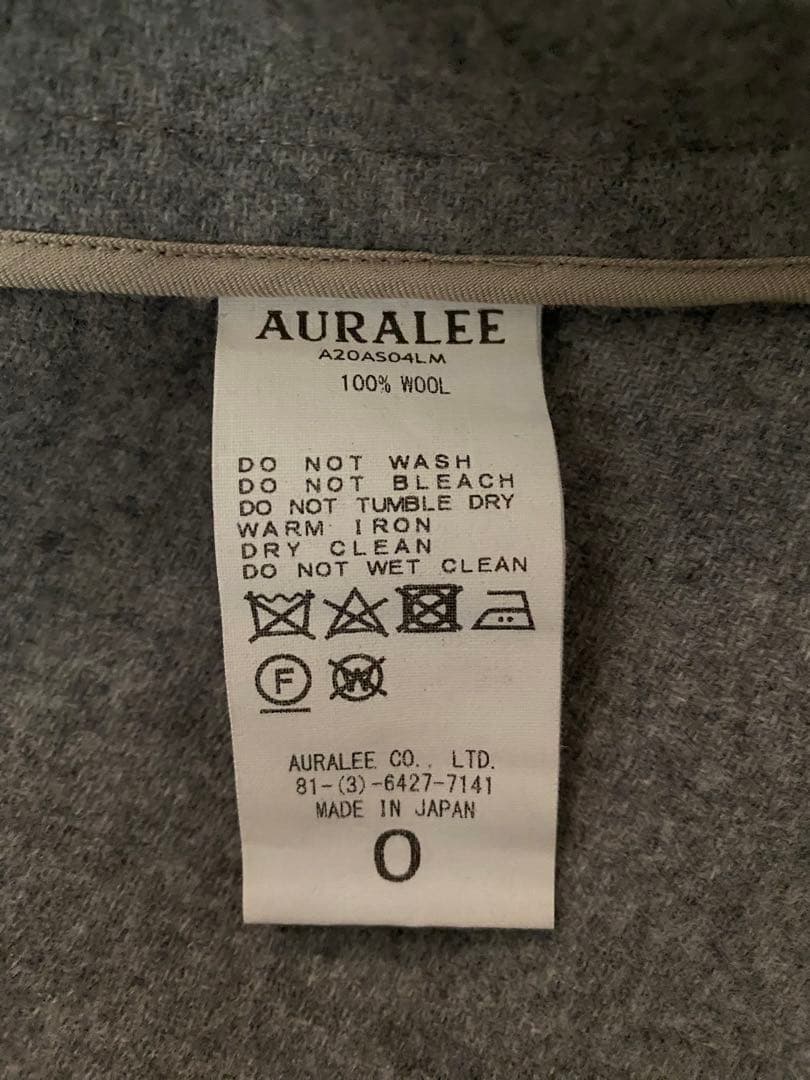 AURALEE
A20AS04LM
100% WOOL
DO NOT WASH
DO NOT BLEACH
DO NOT TUMBLE DRY
WARM IRON
DRY CLEAN
DO NOT WET CLEAN
F W
AURALEE CO., LTD.
81-(3)-6427-7141
MADE IN JAPAN
0